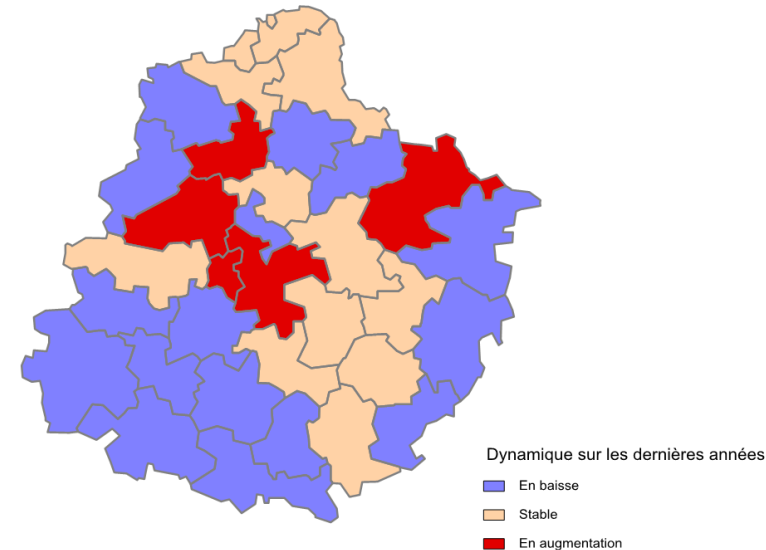 Dynamique sur les dernières années
En baisse
Stable
En augmentation